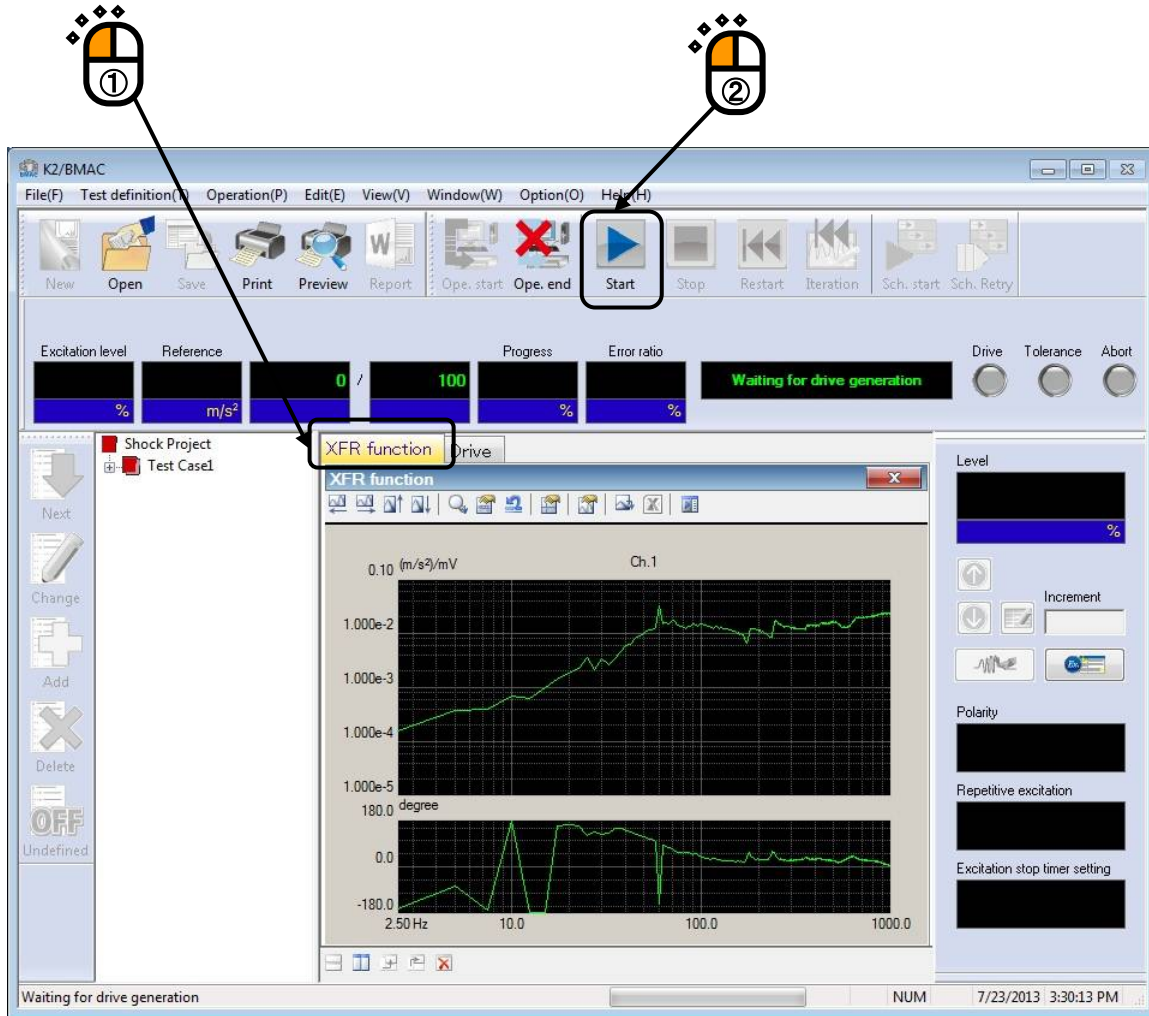 ①
②
K2/BMAC
File(F) Test definition(T) Operation(P) Edit(E) View(V) Window(W) Option(O) Help(H)
New Open Save Print Preview Report Ope. start Ope. end Start Stop Restart Iteration Sch. start Sch. Retry
Excitation level Reference Progress Error ratio Drive Tolerance Abort
0 / 100 Waiting for drive generation
% m/s² % %
Shock Project
Test Case1
Next
Change
Add
Delete
OFF
Undefined
XFR function Drive
XFR function
0.10 (m/s²)/mV Ch.1
1.000e-2
1.000e-3
1.000e-4
1.000e-5
180.0 degree
0.0
-180.0
2.50 Hz 10.0 100.0 1000.0
Level
%
Increment
Ex.
Polarity
Repetitive excitation
Excitation stop timer setting
Waiting for drive generation NUM 7/23/2013 3:30:13 PM